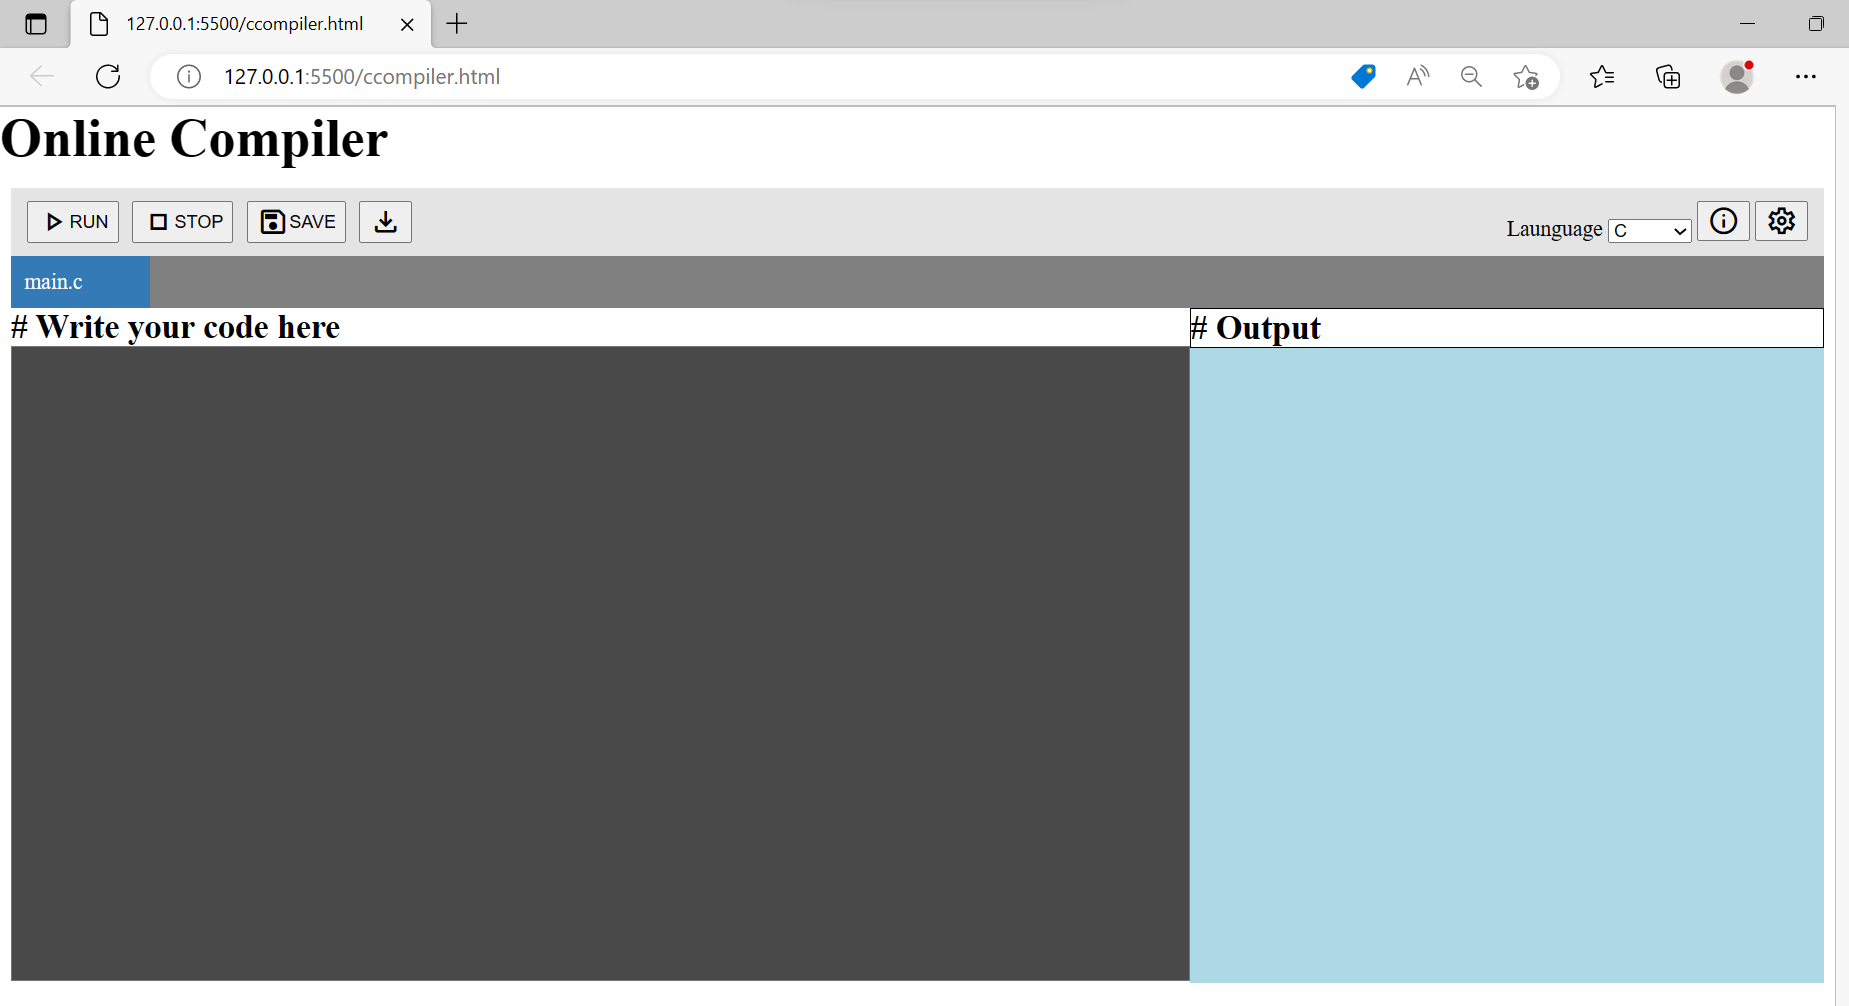 127.0.0.1:5500/ccompiler.html
127.0.0.1:5500/ccompiler.html
Online Compiler
RUN STOP SAVE Launguage C
main.c
# Write your code here # Output